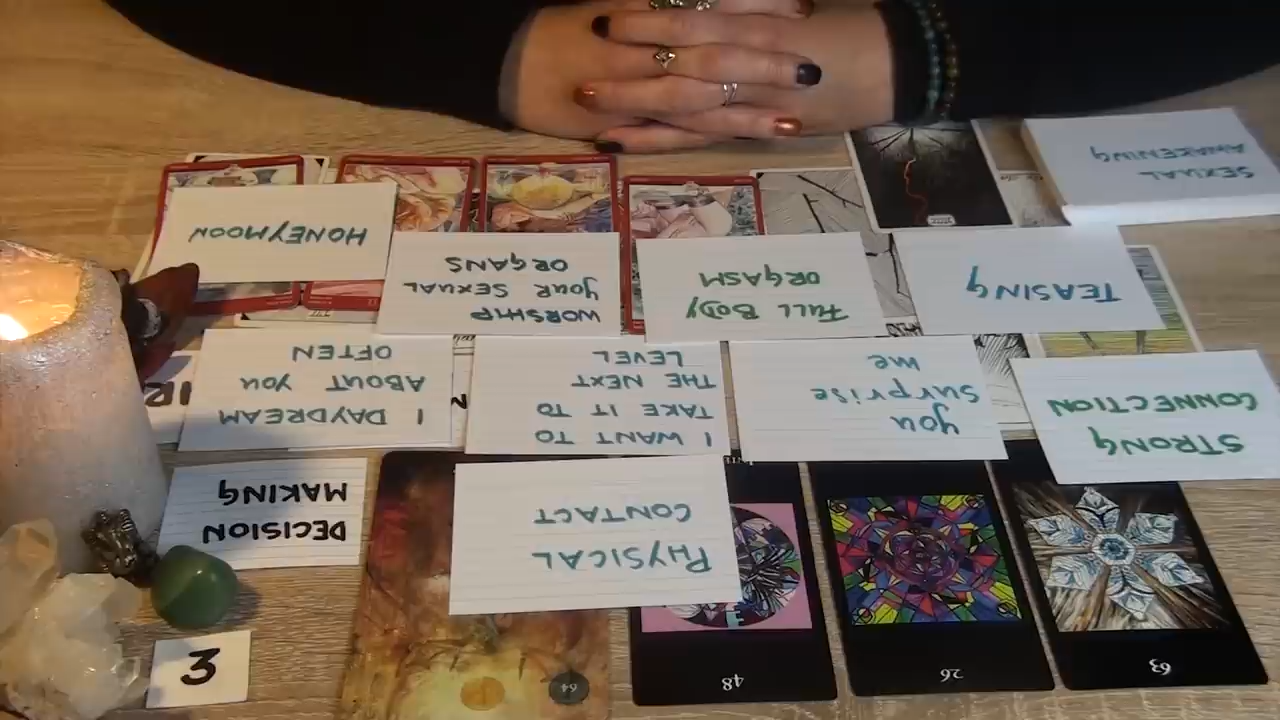 SEXUAL
AWAKENING
HONEYMOON
WORSHIP
YOUR SEXUAL
ORGANS
FULL BODY
ORGASM
TEASING
I DAYDREAM
ABOUT YOU
OFTEN
I WANT TO
TAKE IT TO
THE NEXT
LEVEL
you
surprise
me
STRONG
CONNECTION
DECISION
MAKING
PHYSICAL
CONTACT
3
64
48
26
63